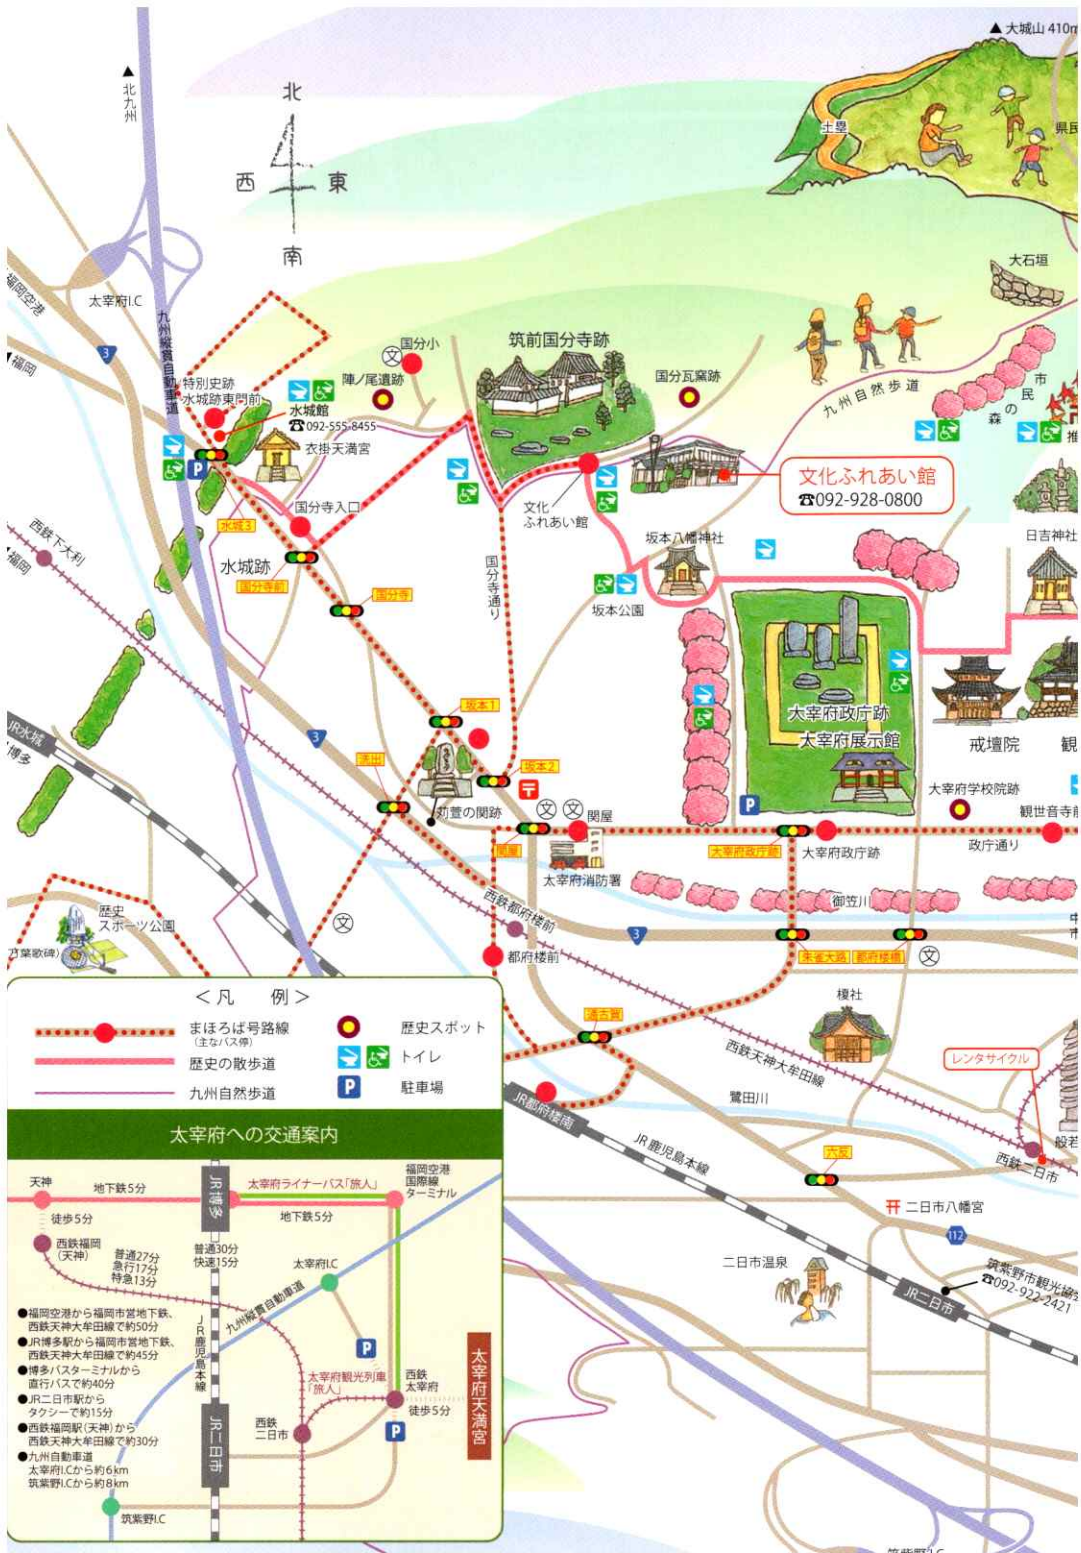 ▲大城山 410m
▲北九州
北
西 東
南
土塁
県民
大石垣
太宰府I.C
福岡空港
九州縦貫自動車道
3
▼福岡
特別史跡
水城跡東門前
水城館
☎092-555-8455
衣掛天満宮
国分小
文
陣ノ尾遺跡
筑前国分寺跡
国分瓦窯跡
九州自然歩道
市民の森
文化ふれあい館
☎092-928-0800
文化
ふれあい館
P
水城3
国分寺入口
西鉄下大利
▼福岡
水城跡
国分寺前
国分寺
国分寺通り
坂本八幡神社
坂本公園
日吉神社
大宰府政庁跡
大宰府展示館
戒壇院
観
坂本1
坂本2
JR水城
博多
3
苅萱の関跡
文
文
関屋
関屋
P
大宰府学校院跡
観世音寺前
大宰府政庁跡
大宰府政庁跡
政庁通り
太宰府消防署
御笠川
歴史
スポーツ公園
万葉歌碑)
文
西鉄都府楼前
都府楼前
3
朱雀大路
都府楼橋
文
榎社
通古賀
西鉄天神大牟田線
レンタサイクル
鷺田川
JR都府楼南
JR鹿児島本線
西鉄二日市
般若
六反
二日市八幡宮
112
二日市温泉
筑紫野市観光協会
☎092-922-2421
JR二日市
筑紫野I.C
<凡 例>
まほろば号路線
(主なバス停)
歴史スポット
歴史の散歩道
トイレ
九州自然歩道
P
駐車場
太宰府への交通案内
天神
地下鉄5分
JR博多
太宰府ライナーバス「旅人」
地下鉄5分
福岡空港
国際線
ターミナル
徒歩5分
西鉄福岡
(天神)
普通27分
急行17分
特急13分
普通30分
快速15分
太宰府I.C
九州縦貫自動車道
JR鹿児島本線
P
太宰府観光列車
「旅人」
西鉄
太宰府
徒歩5分
太宰府天満宮
西鉄
二日市
P
JR二日市
筑紫野I.C
●福岡空港から福岡市営地下鉄、
西鉄天神大牟田線で約50分
●JR博多駅から福岡市営地下鉄、
西鉄天神大牟田線で約45分
●博多バスターミナルから
直行バスで約40分
●JR二日市駅から
タクシーで約15分
●西鉄福岡駅(天神)から
西鉄天神大牟田線で約30分
●九州自動車道
太宰府I.Cから約6km
筑紫野I.Cから約8km